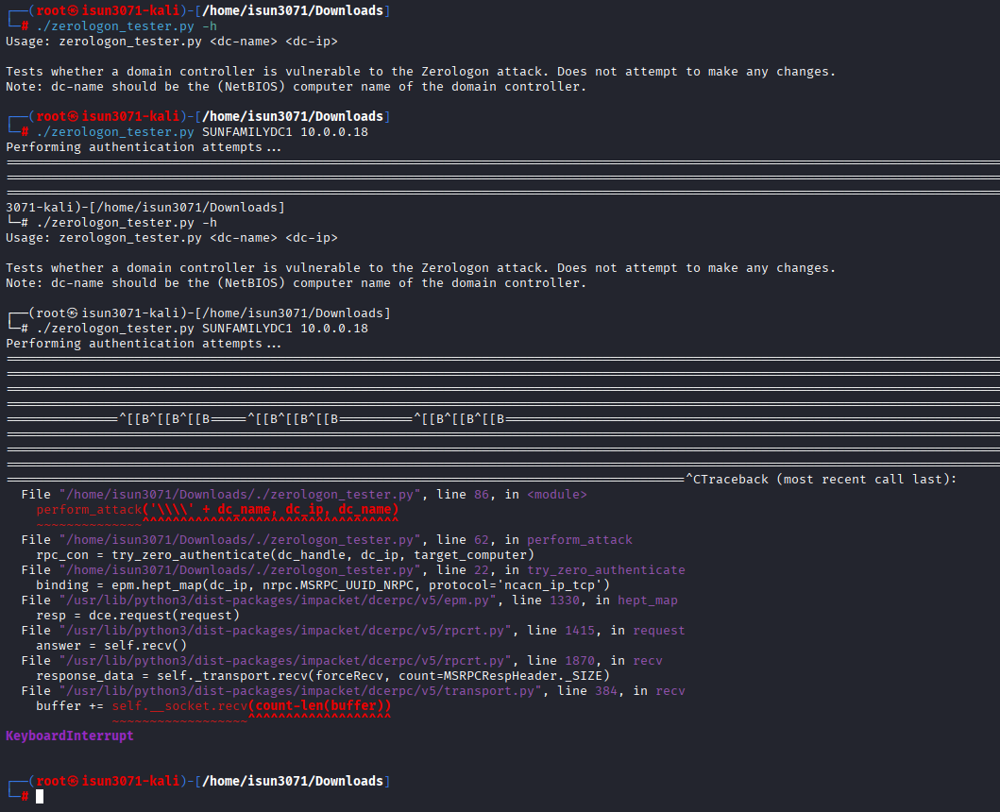 ┌──(root㉿isun3071-kali)-[/home/isun3071/Downloads]
└─# ./zerologon_tester.py -h
Usage: zerologon_tester.py <dc-name> <dc-ip>
Tests whether a domain controller is vulnerable to the Zerologon attack. Does not attempt to make any changes.
Note: dc-name should be the (NetBIOS) computer name of the domain controller.
┌──(root㉿isun3071-kali)-[/home/isun3071/Downloads]
└─# ./zerologon_tester.py SUNFAMILYDC1 10.0.0.18
Performing authentication attempts...
3071-kali)-[/home/isun3071/Downloads]
└─# ./zerologon_tester.py -h
Usage: zerologon_tester.py <dc-name> <dc-ip>
Tests whether a domain controller is vulnerable to the Zerologon attack. Does not attempt to make any changes.
Note: dc-name should be the (NetBIOS) computer name of the domain controller.
┌──(root㉿isun3071-kali)-[/home/isun3071/Downloads]
└─# ./zerologon_tester.py SUNFAMILYDC1 10.0.0.18
Performing authentication attempts...
===============^[[B^[[B^[[B=====^[[B^[[B^[[B==========^[[B^[[B^[[B===================================================================
^CTraceback (most recent call last):
  File "/home/isun3071/Downloads/./zerologon_tester.py", line 86, in <module>
    perform_attack('\\\\' + dc_name, dc_ip, dc_name)
    ~~~~~~~~~~~~~~^^^^^^^^^^^^^^^^^^^^^^^^^^^^^^^^^^
  File "/home/isun3071/Downloads/./zerologon_tester.py", line 62, in perform_attack
    rpc_con = try_zero_authenticate(dc_handle, dc_ip, target_computer)
  File "/home/isun3071/Downloads/./zerologon_tester.py", line 22, in try_zero_authenticate
    binding = epm.hept_map(dc_ip, nrpc.MSRPC_UUID_NRPC, protocol='ncacn_ip_tcp')
  File "/usr/lib/python3/dist-packages/impacket/dcerpc/v5/epm.py", line 1330, in hept_map
    resp = dce.request(request)
  File "/usr/lib/python3/dist-packages/impacket/dcerpc/v5/rpcrt.py", line 1415, in request
    answer = self.recv()
  File "/usr/lib/python3/dist-packages/impacket/dcerpc/v5/rpcrt.py", line 1870, in recv
    response_data = self._transport.recv(forceRecv, count=MSRPCRespHeader._SIZE)
  File "/usr/lib/python3/dist-packages/impacket/dcerpc/v5/transport.py", line 384, in recv
    buffer += self.__socket.recv(count-len(buffer))
              ~~~~~~~~~~~~~~~~~~^^^^^^^^^^^^^^^^^^^
KeyboardInterrupt
┌──(root㉿isun3071-kali)-[/home/isun3071/Downloads]
└─#